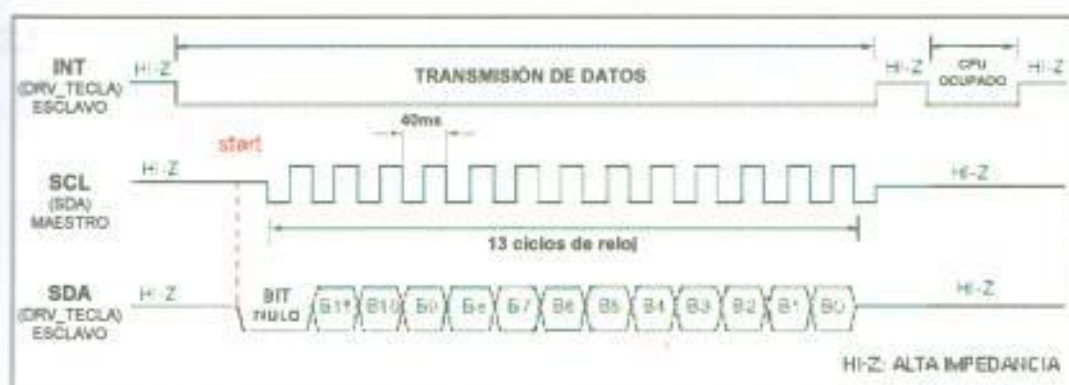 INT
(DRV_TECLA)
ESCLAVO
HI-Z
TRANSMISIÓN DE DATOS
HI-Z
CPU
OCUPADO
HI-Z
40ms
start
SCL
(SDA)
MAESTRO
HI-Z
HI-Z
13 ciclos de reloj
SDA
(DRV_TECLA)
ESCLAVO
HI-Z
BIT
NULO
B11
B10
B9
B8
B7
B6
B5
B4
B3
B2
B1
B0
HI-Z
HI-Z: ALTA IMPEDANCIA